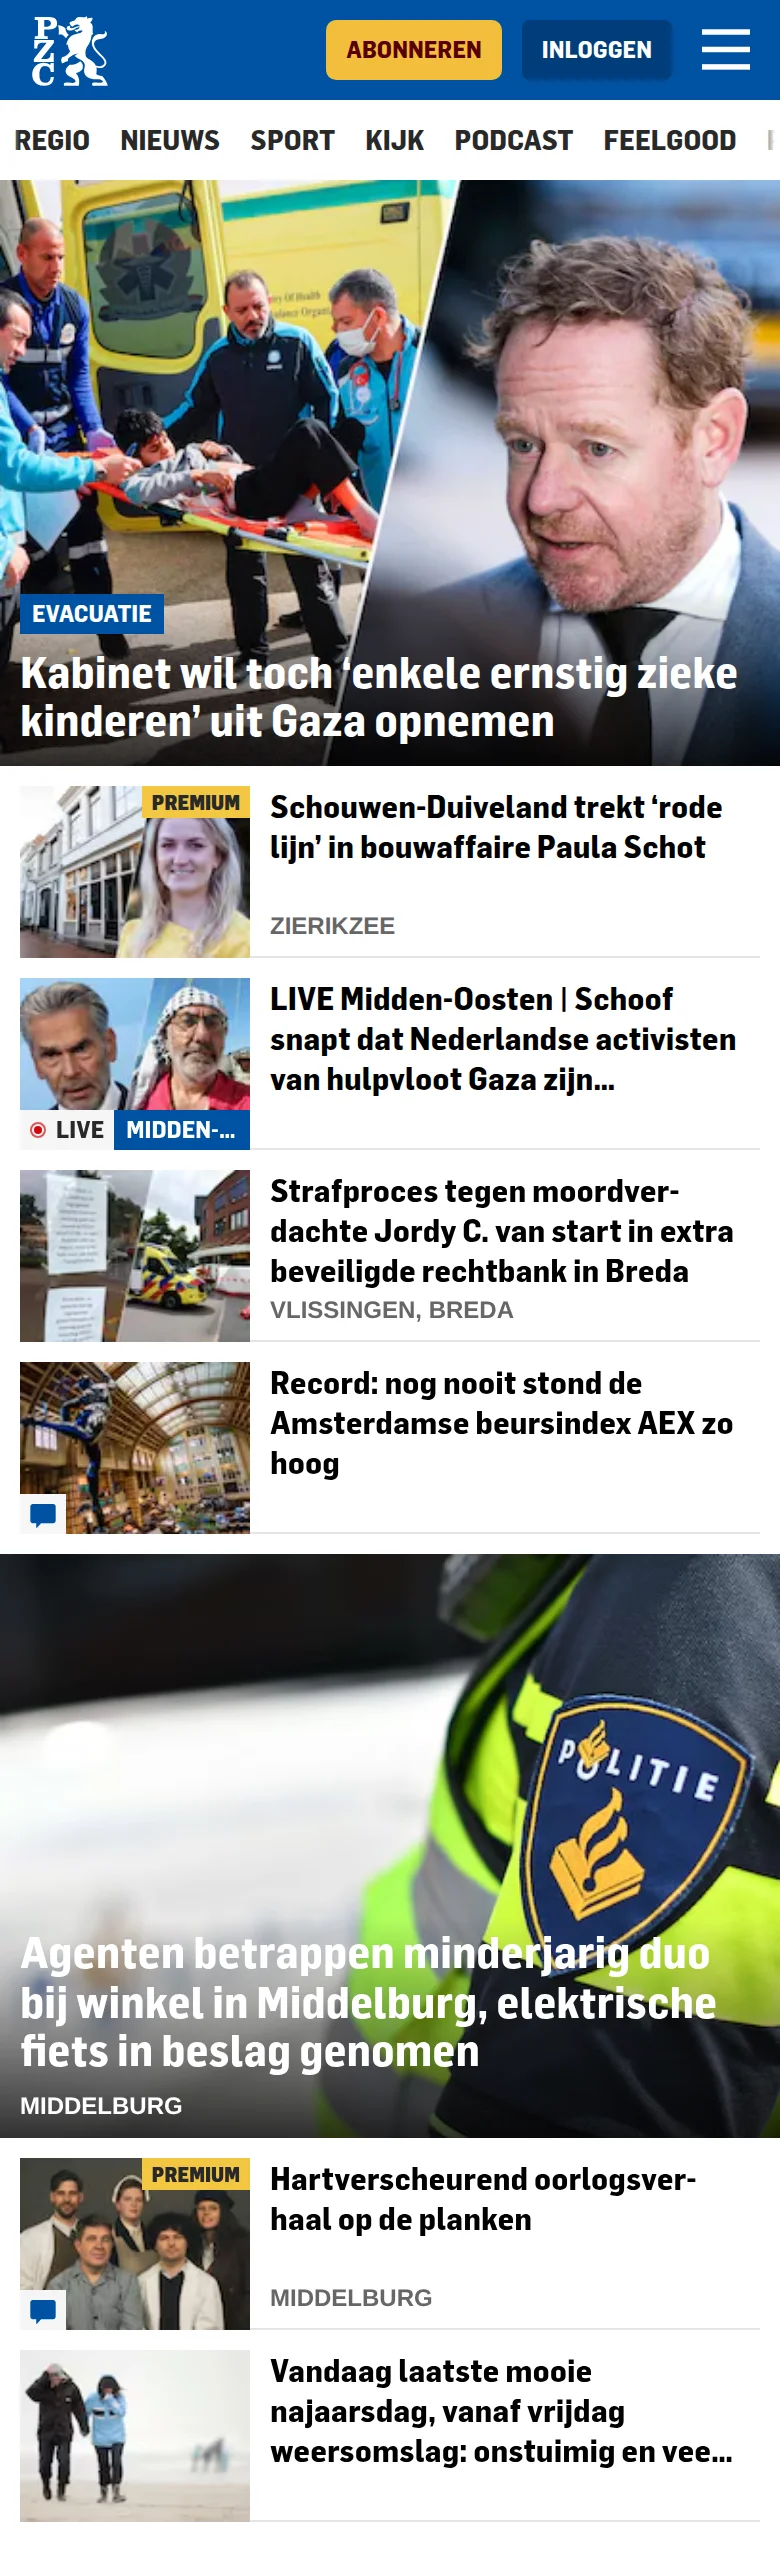 PZC
ABONNEREN
INLOGGEN
REGIO NIEUWS SPORT KIJK PODCAST FEELGOOD
EVACUATIE
Kabinet wil toch ‘enkele ernstig zieke
kinderen’ uit Gaza opnemen
PREMIUM
Schouwen-Duiveland trekt ‘rode
lijn’ in bouwaffaire Paula Schot
ZIERIKZEE
LIVE Midden-Oosten | Schoof
snapt dat Nederlandse activisten
van hulpvloot Gaza zijn...
LIVE
MIDDEN-...
Strafproces tegen moordver-
dachte Jordy C. van start in extra
beveiligde rechtbank in Breda
VLISSINGEN, BREDA
Record: nog nooit stond de
Amsterdamse beursindex AEX zo
hoog
POLITIE
Agenten betrappen minderjarig duo
bij winkel in Middelburg, elektrische
fiets in beslag genomen
MIDDELBURG
PREMIUM
Hartverscheurend oorlogsver-
haal op de planken
MIDDELBURG
Vandaag laatste mooie
najaarsdag, vanaf vrijdag
weersomslag: onstuimig en vee...